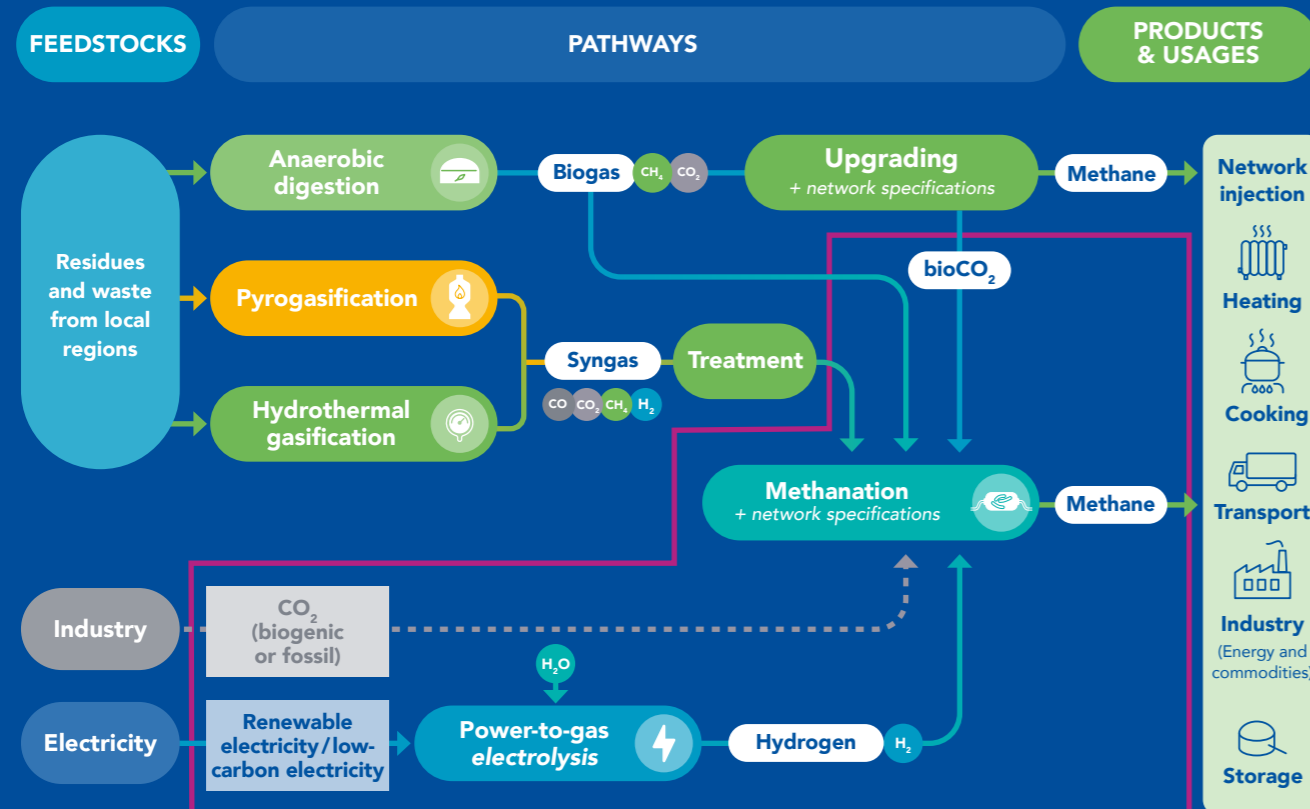 FEEDSTOCKS
PATHWAYS
PRODUCTS
& USAGES
Residues
and waste
from local
regions
Anaerobic
digestion
Biogas
CH₄
CO₂
Upgrading
+ network specifications
Methane
Pyrogasification
Hydrothermal
gasification
Syngas
CO
CO₂
CH₄
H₂
Treatment
bioCO₂
Methanation
+ network specifications
Methane
Industry
CO₂
(biogenic
or fossil)
H₂O
Electricity
Renewable
electricity/low-
carbon electricity
Power-to-gas
electrolysis
Hydrogen
H₂
Network
injection
Heating
Cooking
Transport
Industry
(Energy and
commodities)
Storage